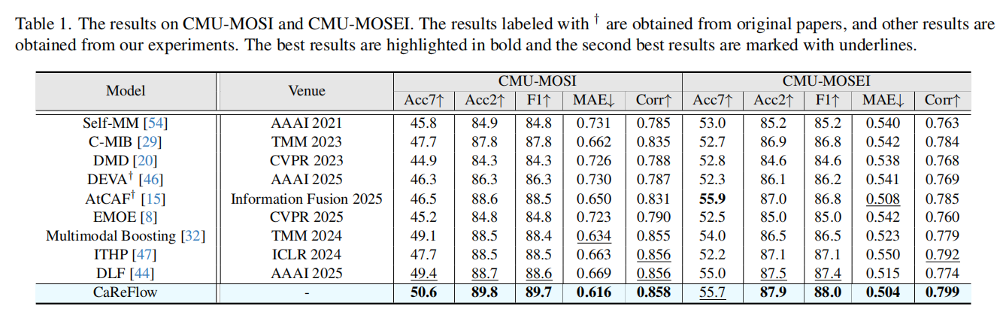 Table 1. The results on CMU-MOSI and CMU-MOSEI. The results labeled with † are obtained from original papers, and other results are
obtained from our experiments. The best results are highlighted in bold and the second best results are marked with underlines.
Model Venue CMU-MOSI CMU-MOSEI
Acc7↑ Acc2↑ F1↑ MAE↓ Corr↑ Acc7↑ Acc2↑ F1↑ MAE↓ Corr↑
Self-MM [54] AAAI 2021 45.8 84.9 84.8 0.731 0.785 53.0 85.2 85.2 0.540 0.763
C-MIB [29] TMM 2023 47.7 87.8 87.8 0.662 0.835 52.7 86.9 86.8 0.542 0.784
DMD [20] CVPR 2023 44.9 84.3 84.3 0.726 0.788 52.8 84.6 84.6 0.538 0.768
DEVA† [46] AAAI 2025 46.3 86.3 86.3 0.730 0.787 52.3 86.1 86.2 0.541 0.769
AtCAF† [15] Information Fusion 2025 46.5 88.6 88.5 0.650 0.831 55.9 87.0 86.8 0.508 0.785
EMOE [8] CVPR 2025 45.2 84.8 84.8 0.723 0.790 52.5 85.0 85.0 0.542 0.760
Multimodal Boosting [32] TMM 2024 49.1 88.5 88.4 0.634 0.855 54.0 86.5 86.5 0.523 0.779
ITHP [47] ICLR 2024 47.7 88.5 88.5 0.663 0.856 52.2 87.1 87.1 0.550 0.792
DLF [44] AAAI 2025 49.4 88.7 88.6 0.669 0.856 55.0 87.5 87.4 0.515 0.774
CaReFlow - 50.6 89.8 89.7 0.616 0.858 55.7 87.9 88.0 0.504 0.799